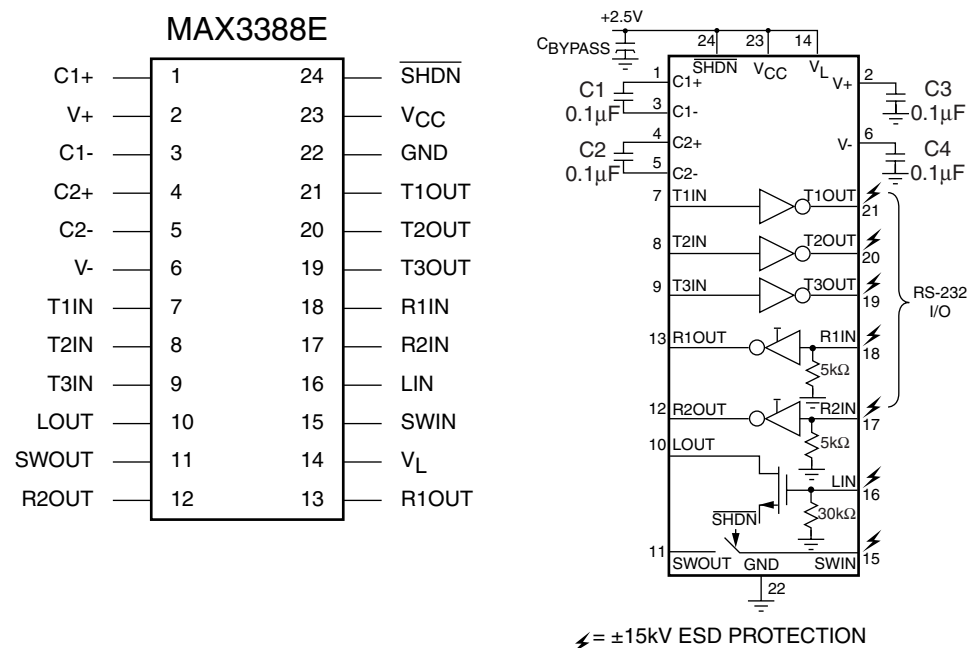 MAX3388E
C1+ 1 24 SHDN
V+ 2 23 VCC
C1- 3 22 GND
C2+ 4 21 T1OUT
C2- 5 20 T2OUT
V- 6 19 T3OUT
T1IN 7 18 R1IN
T2IN 8 17 R2IN
T3IN 9 16 LIN
LOUT 10 15 SWIN
SWOUT 11 14 VL
R2OUT 12 13 R1OUT
+2.5V
CBYPASS
24 23 14
SHDN VCC VL
1 C1+ V+ 2
C1 0.1μF
C3 0.1μF
3 C1-
4 C2+ V- 6
C2 0.1μF
C4 0.1μF
5 C2-
7 T1IN T1OUT 21
8 T2IN T2OUT 20
9 T3IN T3OUT 19
RS-232
I/O
13 R1OUT R1IN 18
5kΩ
12 R2OUT R2IN 17
5kΩ
10 LOUT LIN 16
30kΩ
SHDN
11 SWOUT GND SWIN 15
22
= ±15kV ESD PROTECTION